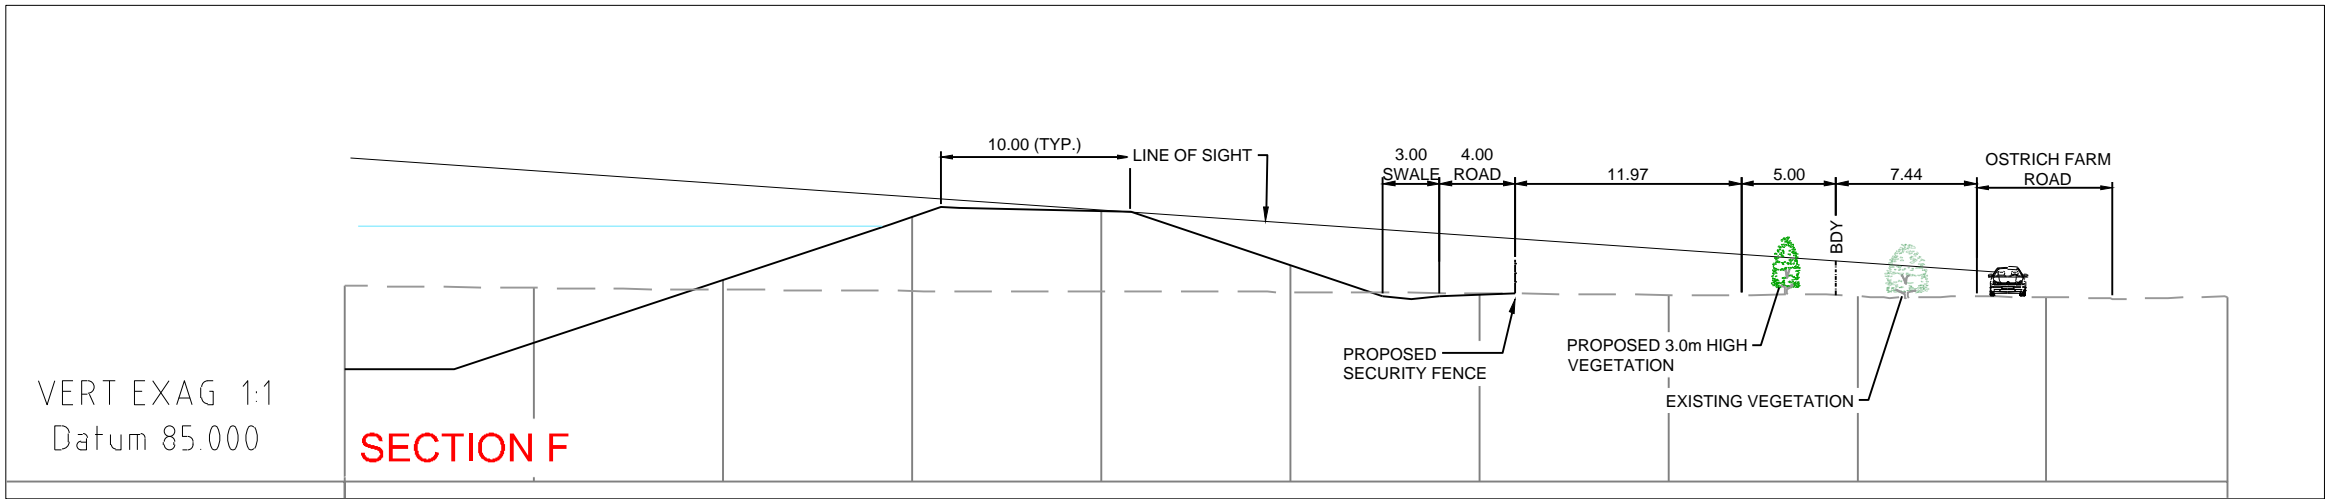 10.00 (TYP.)
LINE OF SIGHT
3.00
SWALE
4.00
ROAD
11.97
5.00
7.44
OSTRICH FARM
ROAD
BDY
PROPOSED
SECURITY FENCE
PROPOSED 3.0m HIGH
VEGETATION
EXISTING VEGETATION
VERT EXAG 1:1
Datum 85.000
SECTION F